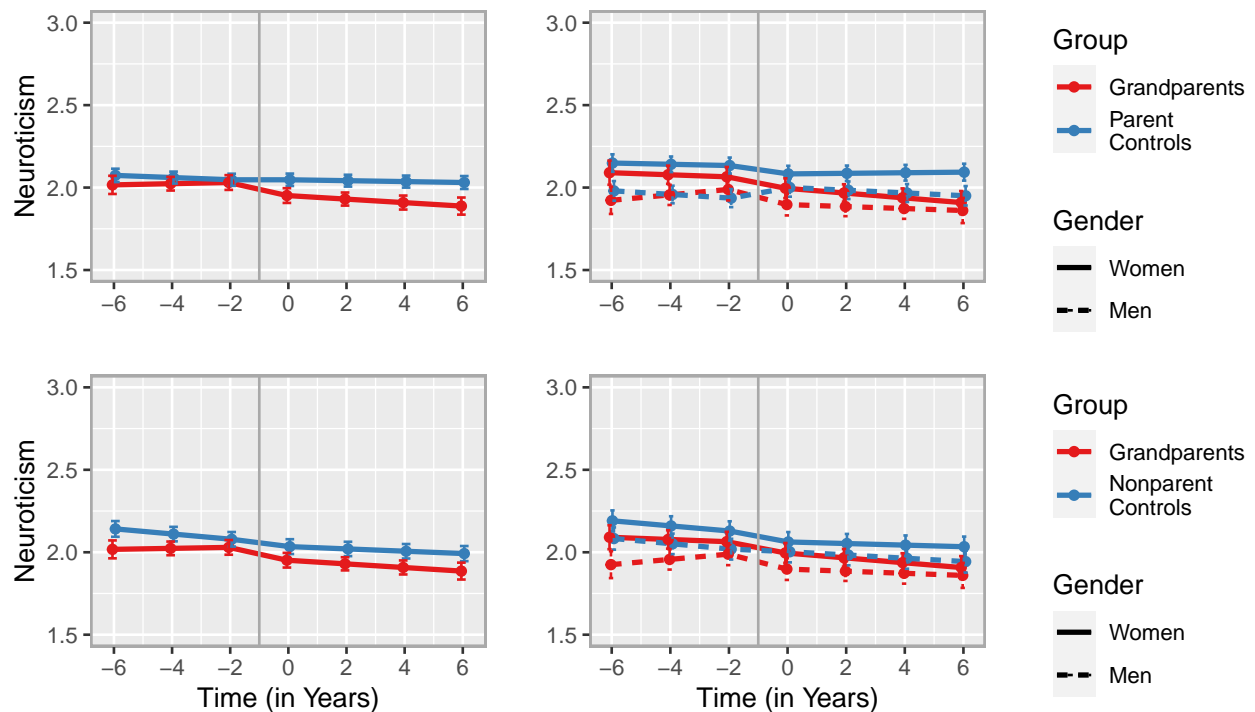 3.0
2.5
2.0
1.5
Neuroticism
−6 −4 −2 0 2 4 6
3.0
2.5
2.0
1.5
−6 −4 −2 0 2 4 6
Group
Grandparents
Parent
Controls
Gender
Women
Men
3.0
2.5
2.0
1.5
Neuroticism
−6 −4 −2 0 2 4 6
Time (in Years)
3.0
2.5
2.0
1.5
−6 −4 −2 0 2 4 6
Time (in Years)
Group
Grandparents
Nonparent
Controls
Gender
Women
Men